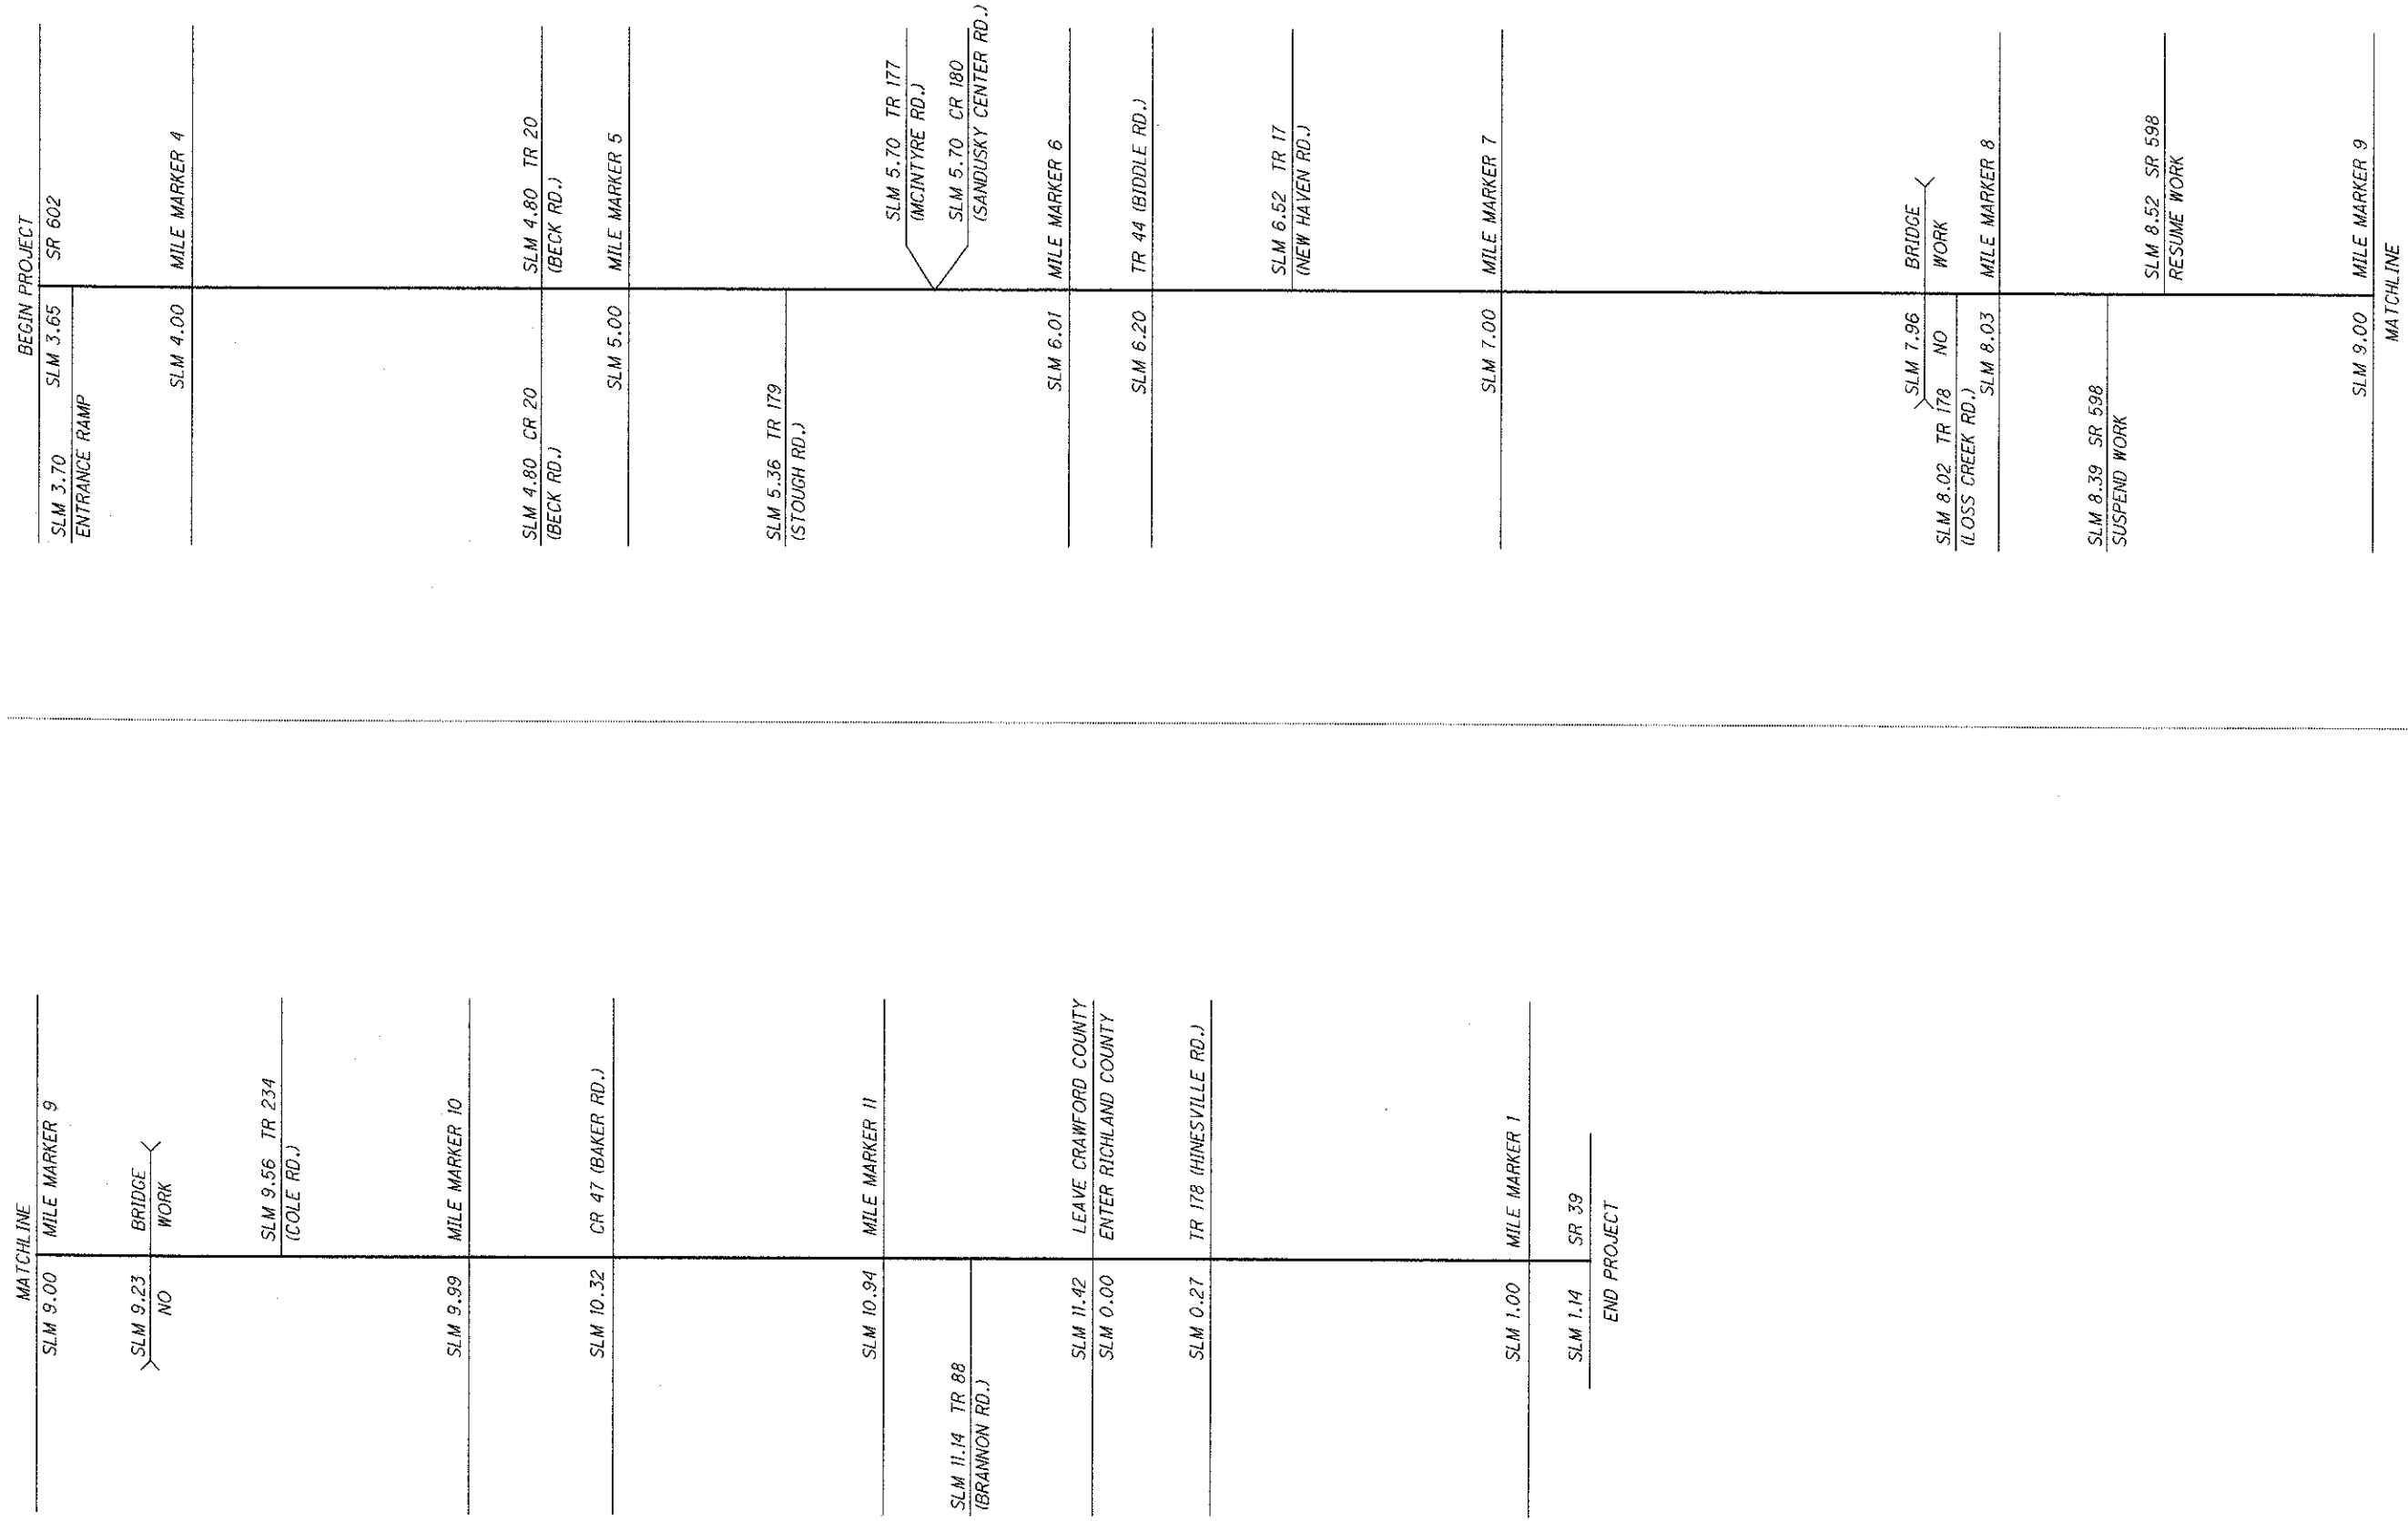 BEGIN PROJECT
SLM 3.65 SR 602
SLM 3.70
ENTRANCE RAMP
SLM 4.00 MILE MARKER 4
SLM 4.80 CR 20
(BECK RD.)
SLM 4.80 TR 20
(BECK RD.)
SLM 5.00 MILE MARKER 5
SLM 5.36 TR 179
(STOUGH RD.)
SLM 5.70 TR 177
(MCINTYRE RD.)
SLM 5.70 CR 180
(SANDUSKY CENTER RD.)
SLM 6.01 MILE MARKER 6
SLM 6.20 TR 44 (BIDDLE RD.)
SLM 6.52 TR 17
(NEW HAVEN RD.)
SLM 7.00 MILE MARKER 7
SLM 7.96 BRIDGE
NO WORK
SLM 8.02 TR 178
(LOSS CREEK RD.)
SLM 8.03 MILE MARKER 8
SLM 8.39 SR 598
SUSPEND WORK
SLM 8.52 SR 598
RESUME WORK
SLM 9.00 MILE MARKER 9
MATCHLINE
MATCHLINE
SLM 9.00 MILE MARKER 9
SLM 9.23 BRIDGE
NO WORK
SLM 9.56 TR 234
(COLE RD.)
SLM 9.99 MILE MARKER 10
SLM 10.32 CR 47 (BAKER RD.)
SLM 10.94 MILE MARKER 11
SLM 11.14 TR 88
(BRANNON RD.)
SLM 11.42 LEAVE CRAWFORD COUNTY
SLM 0.00 ENTER RICHLAND COUNTY
SLM 0.27 TR 178 (HINESVILLE RD.)
SLM 1.00 MILE MARKER 1
SLM 1.14 SR 39
END PROJECT